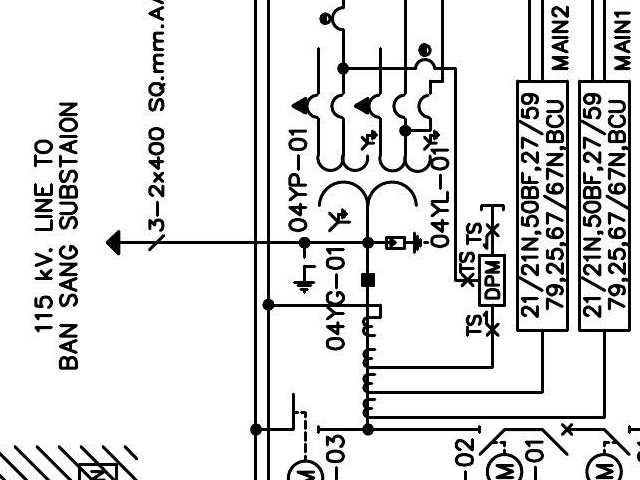 115 kV. LINE TO
BAN SANG SUBSTAION
3-2x400 SQ.mm.A
04YP-01
04YG-01
04YL-01
TS
TS
TS
DPM
MAIN2
21/21N,50BF,27/59
79,25,67/67N,BCU
MAIN1
21/21N,50BF,27/59
79,25,67/67N,BCU
-03
-02
-01
M
M
M